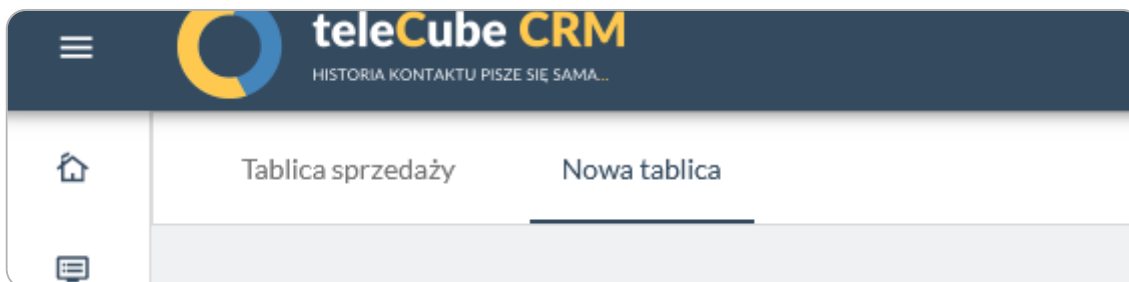 teleCube CRM
HISTORIA KONTAKTU PISZE SIĘ SAMA...
Tablica sprzedaży
Nowa tablica